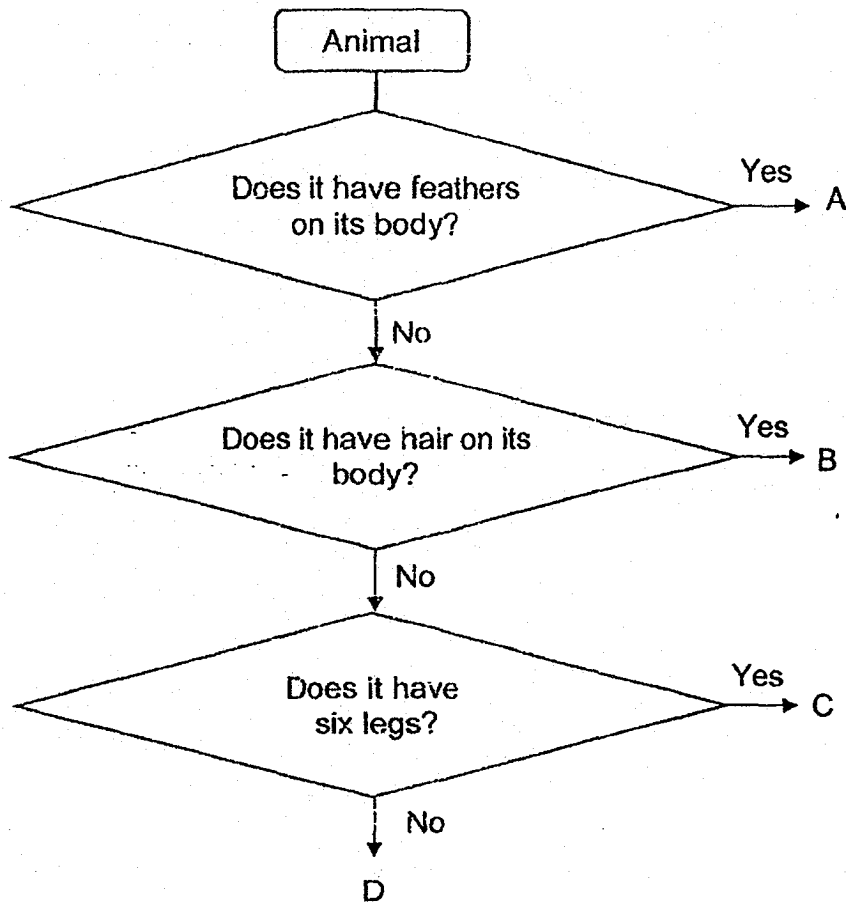 Animal
Does it have feathers
on its body?
Yes
A
No
Does it have hair on its
body?
Yes
B
No
Does it have
six legs?
Yes
C
No
D